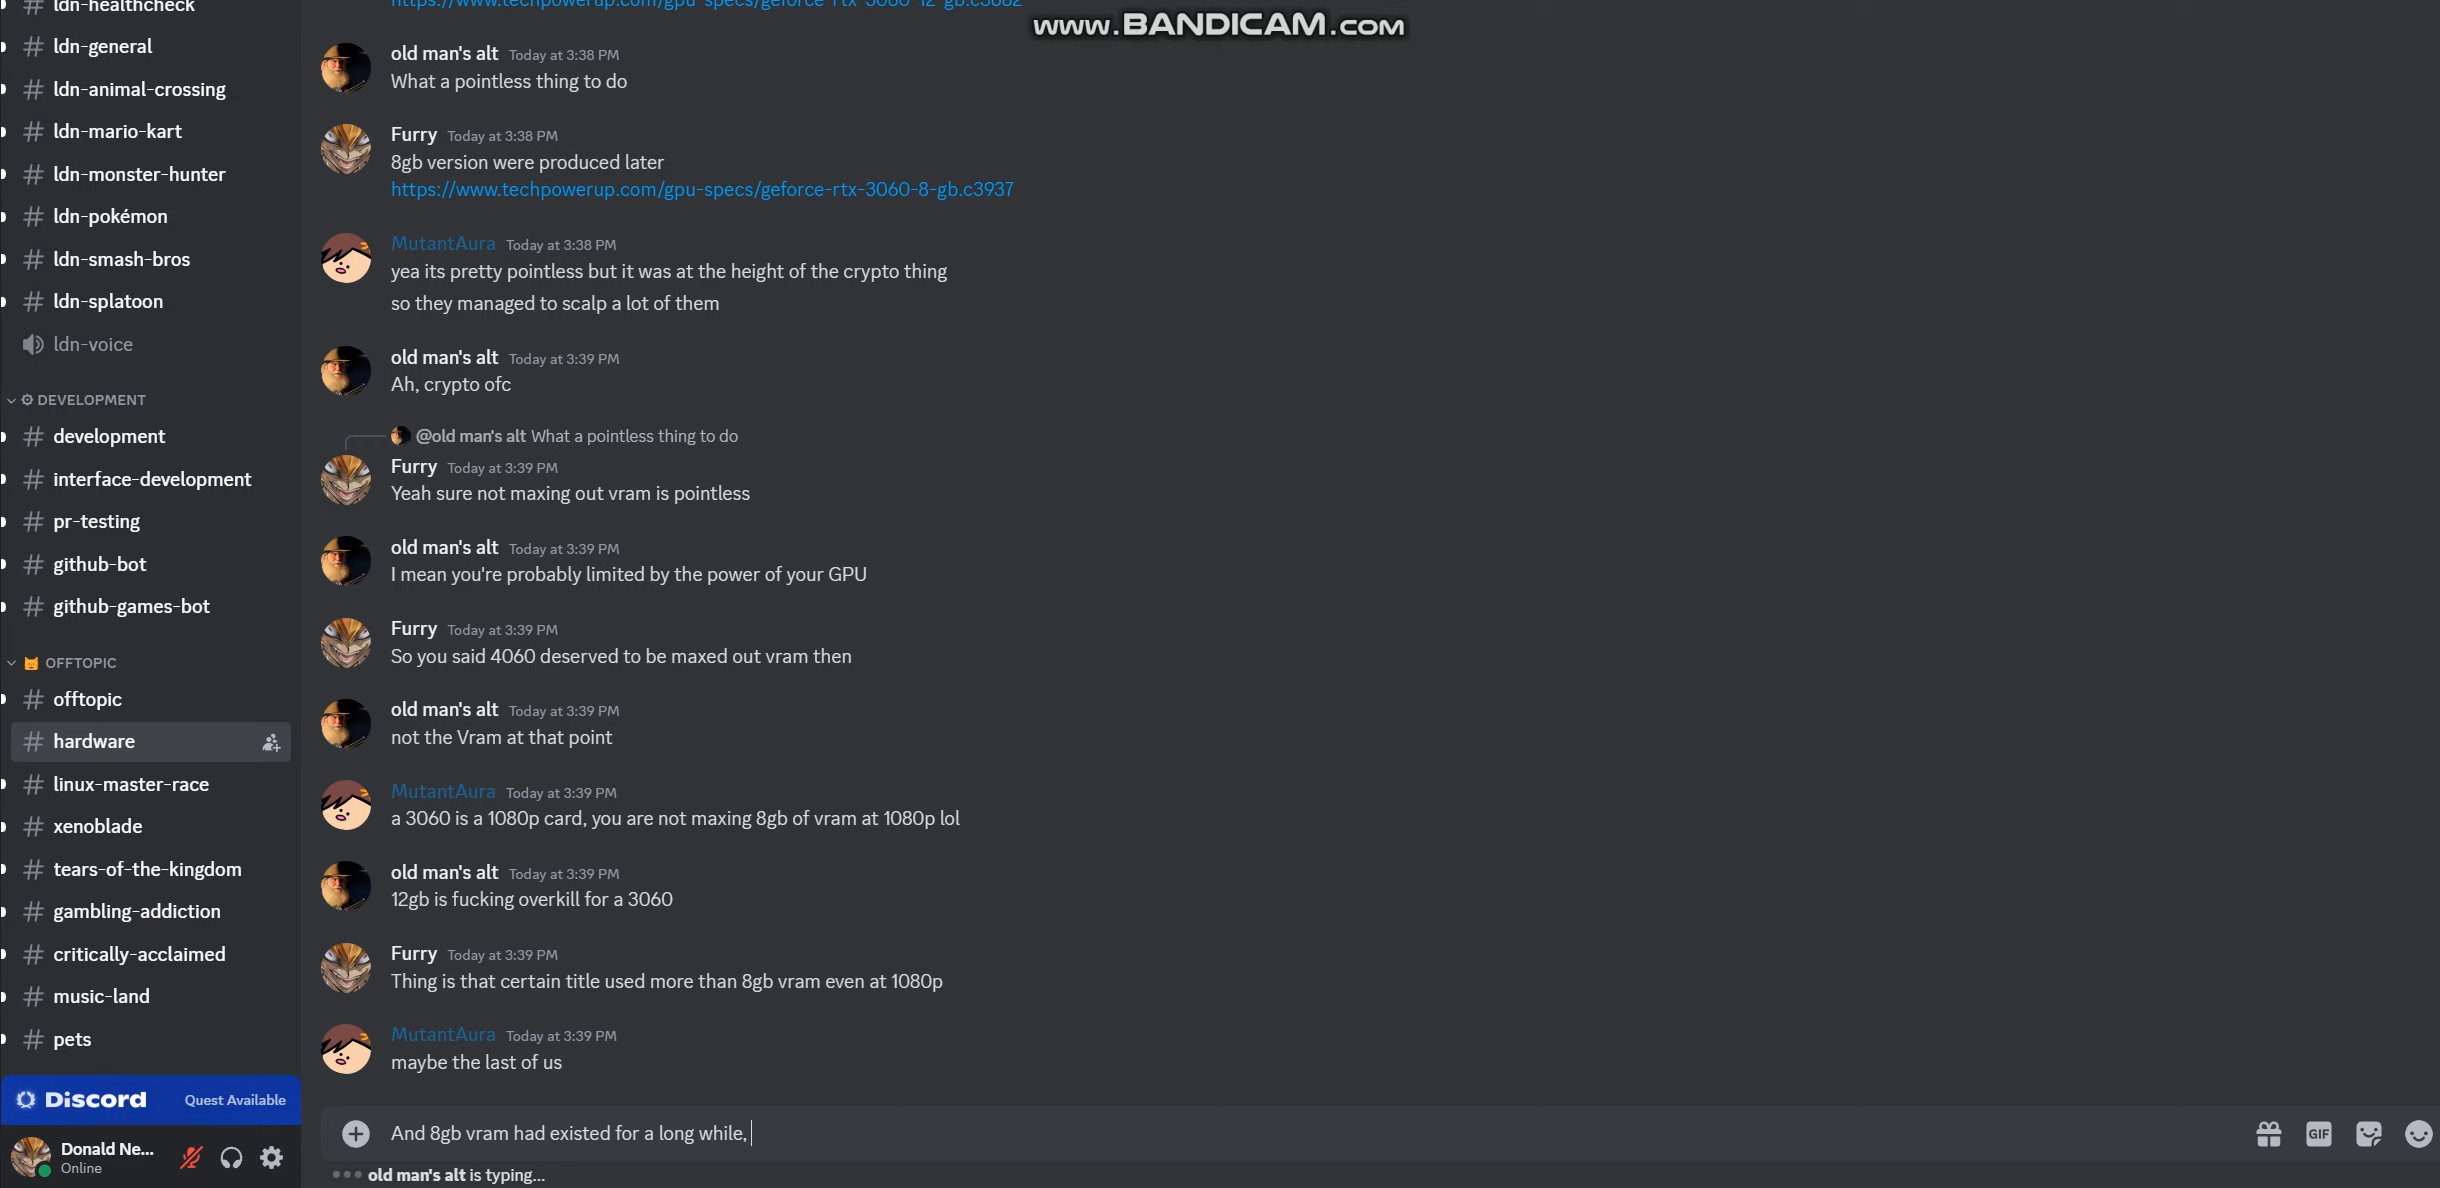 ldn-healthcheck
ldn-general
ldn-animal-crossing
ldn-mario-kart
ldn-monster-hunter
ldn-pokémon
ldn-smash-bros
ldn-splatoon
ldn-voice
DEVELOPMENT
development
interface-development
pr-testing
github-bot
github-games-bot
OFFTOPIC
offtopic
hardware
linux-master-race
xenoblade
tears-of-the-kingdom
gambling-addiction
critically-acclaimed
music-land
pets
Discord Quest Available
Donald Ne...
Online
https://www.techpowerup.com/gpu-specs/geforce-rtx-3060-12-gb.c3682
www.BANDICAM.com
old man's alt Today at 3:38 PM
What a pointless thing to do
Furry Today at 3:38 PM
8gb version were produced later
https://www.techpowerup.com/gpu-specs/geforce-rtx-3060-8-gb.c3937
MutantAura Today at 3:38 PM
yea its pretty pointless but it was at the height of the crypto thing
so they managed to scalp a lot of them
old man's alt Today at 3:39 PM
Ah, crypto ofc
@old man's alt What a pointless thing to do
Furry Today at 3:39 PM
Yeah sure not maxing out vram is pointless
old man's alt Today at 3:39 PM
I mean you're probably limited by the power of your GPU
Furry Today at 3:39 PM
So you said 4060 deserved to be maxed out vram then
old man's alt Today at 3:39 PM
not the Vram at that point
MutantAura Today at 3:39 PM
a 3060 is a 1080p card, you are not maxing 8gb of vram at 1080p lol
old man's alt Today at 3:39 PM
12gb is fucking overkill for a 3060
Furry Today at 3:39 PM
Thing is that certain title used more than 8gb vram even at 1080p
MutantAura Today at 3:39 PM
maybe the last of us
And 8gb vram had existed for a long while,
GIF
old man's alt is typing...